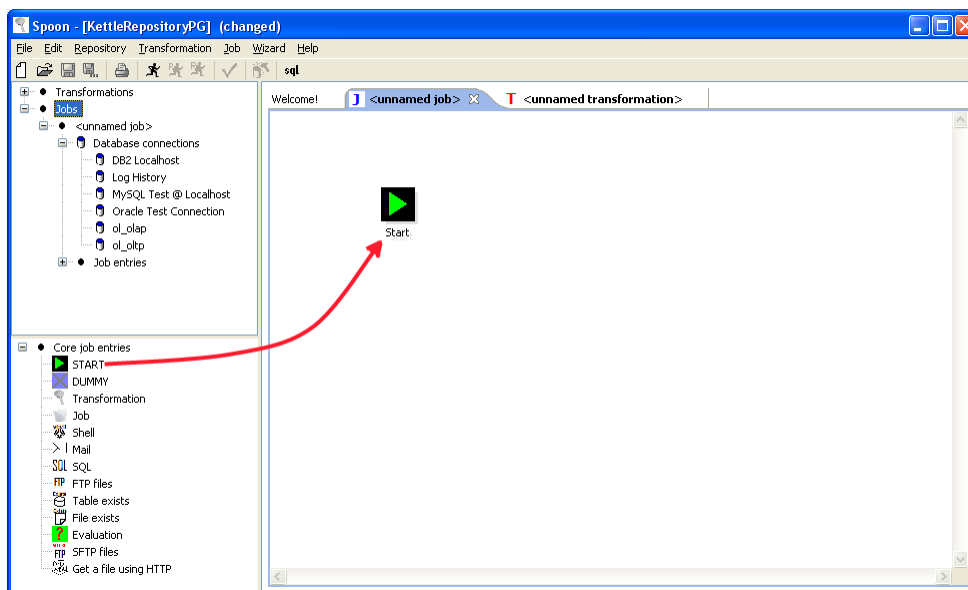 Spoon - [KettleRepositoryPG] (changed)
File Edit Repository Transformation Job Wizard Help
sql
Transformations
Jobs
<unnamed job>
Database connections
DB2 Localhost
Log History
MySQL Test @ Localhost
Oracle Test Connection
ol_olap
ol_oltp
Job entries
Core job entries
START
DUMMY
Transformation
Job
Shell
Mail
SQL SQL
FTP FTP files
Table exists
File exists
? Evaluation
FTP SFTP files
Get a file using HTTP
Welcome! J <unnamed job> T <unnamed transformation>
Start